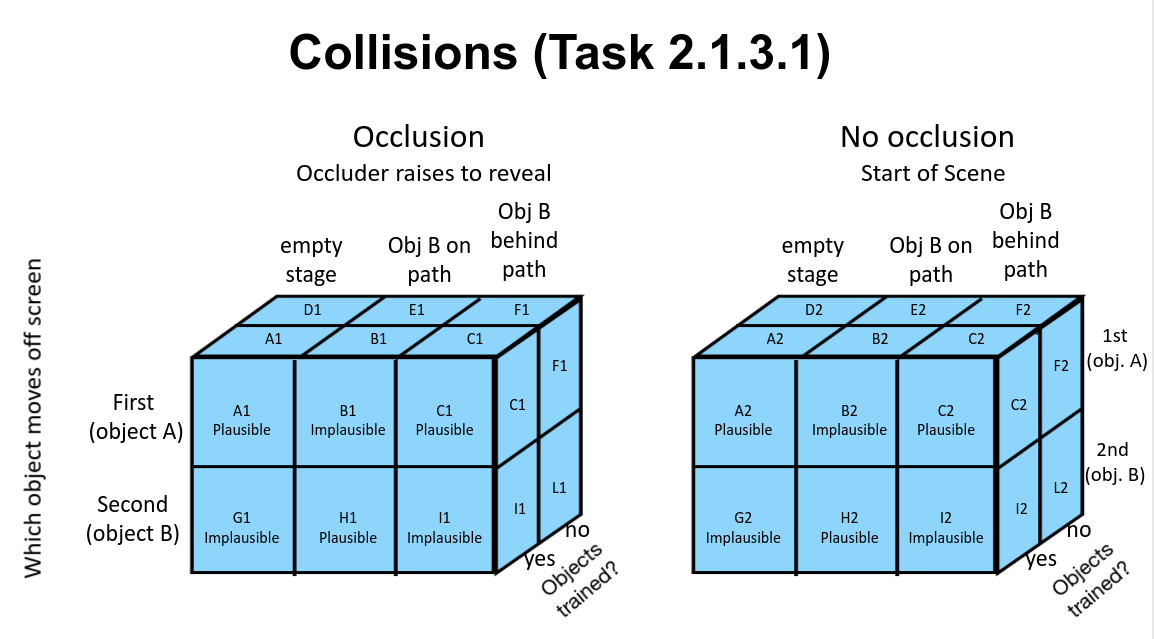 Collisions (Task 2.1.3.1)
Occlusion
Occluder raises to reveal
empty
stage
Obj B on
path
Obj B
behind
path
Which object moves off screen
First
(object A)
Second
(object B)
D1
E1
F1
A1
B1
C1
A1
Plausible
B1
Implausible
C1
Plausible
C1
F1
G1
Implausible
H1
Plausible
I1
Implausible
I1
L1
no
yes
Objects
trained?
No occlusion
Start of Scene
empty
stage
Obj B on
path
Obj B
behind
path
D2
E2
F2
A2
B2
C2
A2
Plausible
B2
Implausible
C2
Plausible
C2
F2
1st
(obj. A)
G2
Implausible
H2
Plausible
I2
Implausible
I2
L2
2nd
(obj. B)
no
yes
Objects
trained?